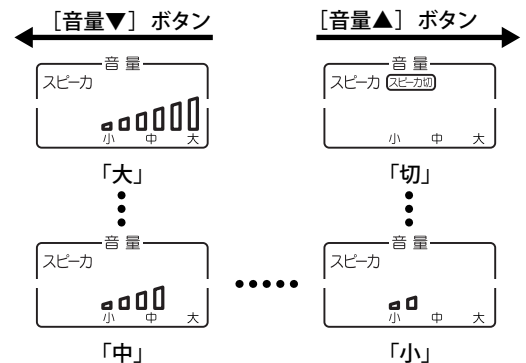 ［音量▼］ ボタン
［音量▲］ ボタン
音 量
スピーカ
小 中 大
「大」
音 量
スピーカ スピーカ切
小 中 大
「切」
音 量
スピーカ
小 中 大
「中」
音 量
スピーカ
小 中 大
「小」